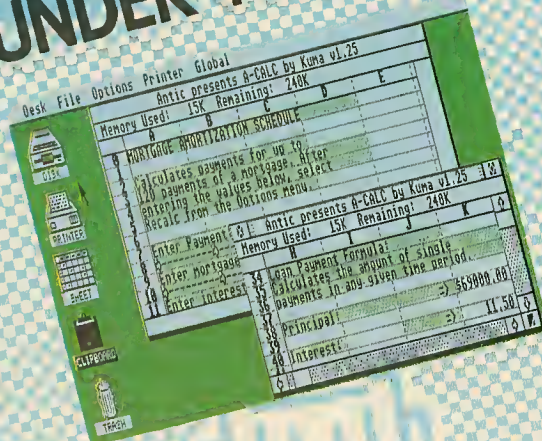 UNDER
Desk File Options Printer Global
Antic presents A-CALC by Kuma v1.25
Memory Used: 15K Remaining: 240K
A B C D E
MORTGAGE AMORTIZATION SCHEDULE
Calculates payments for up to
payments of a mortgage. After
entering the values below, select
Recalc from the Options menu.
Enter Payment
Enter Mortgage
Enter Interest
DISK
PRINTER
SHEET
CLIPBOARD
TRASH
Antic presents A-CALC by Kuma v1.25
Memory Used: 15K Remaining: 240K
J K
Loan Payment Formula:
Calculates the amount of single
payments in any given time period.
Principal: =) $69800.00
Interest: =) 11.50